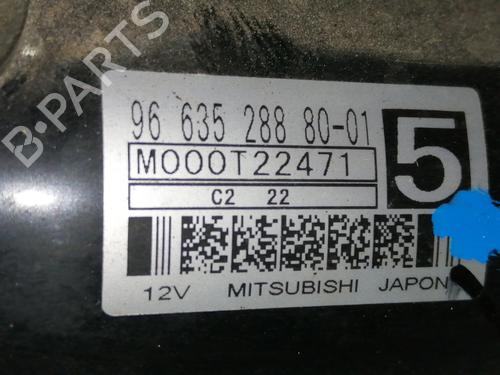 B-PARTS
96 635 288 80-01
M000T22471
5
C2 22
12V MITSUBISHI JAPON